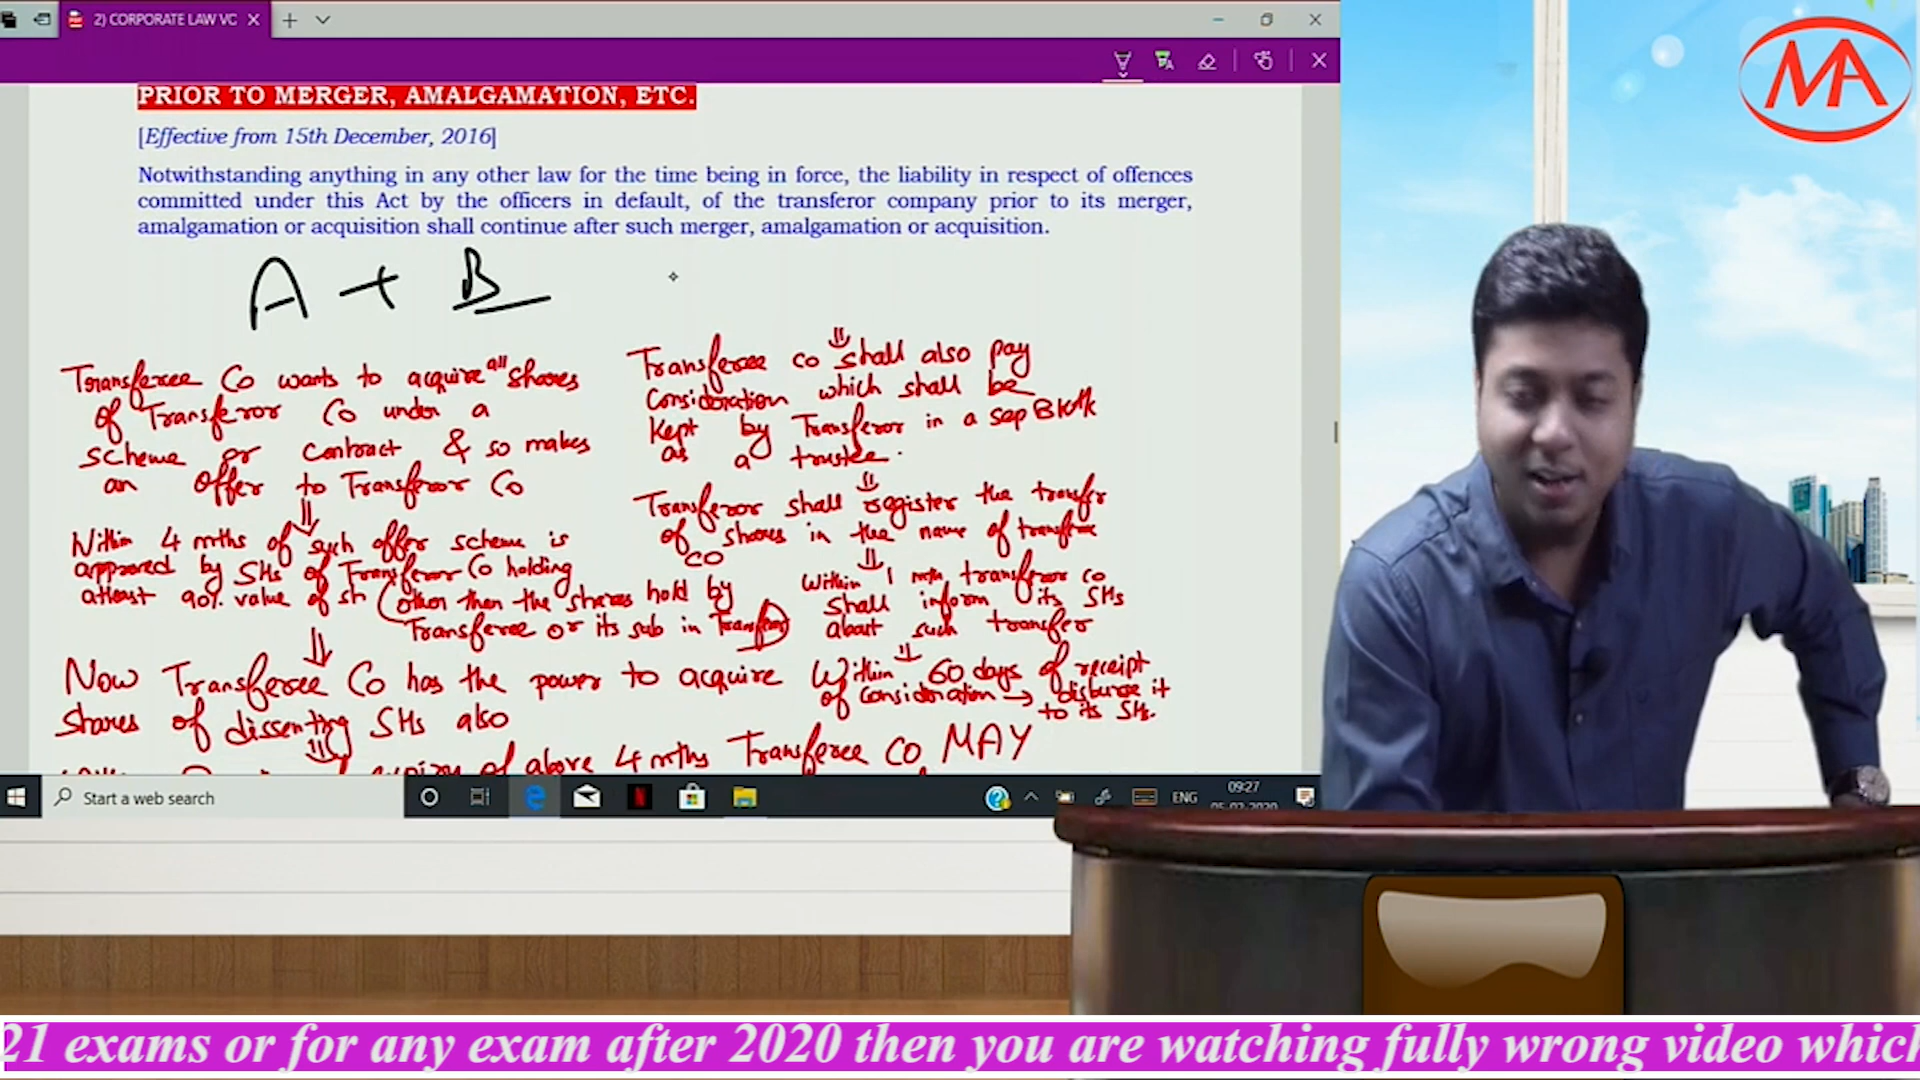 2) CORPORATE LAW VC
MA
PRIOR TO MERGER, AMALGAMATION, ETC.
[Effective from 15th December, 2016]
Notwithstanding anything in any other law for the time being in force, the liability in respect of offences
committed under this Act by the officers in default, of the transferor company prior to its merger,
amalgamation or acquisition shall continue after such merger, amalgamation or acquisition.
A + B
Transferee Co wants to acquire all shares
of Transferor Co under a
scheme or contract & so makes
an offer to Transferor Co
Within 4 mths of such offer scheme is
approved by SHs of Transferor Co holding
atleast 90% value of sh (other then the shares hold by
Transferee or its sub in
Now Transferee Co has the power to acquire
shares of dissenting SHs also
expiry of above 4 mths Transferee Co MAY
Transferee co shall also pay
Consideration which shall be
kept by Transferor in a sep
as a trustee.
Transferor shall register the transfer
of shares in the name of transferee
CO
Within 1 mth transferor co
shall inform its SHs
about such transfer
Within 60 days of receipt
of consideration → disburse it
to its SHs.
Start a web search
ENG
09:27
05-02-2020
21 exams or for any exam after 2020 then you are watching fully wrong video which